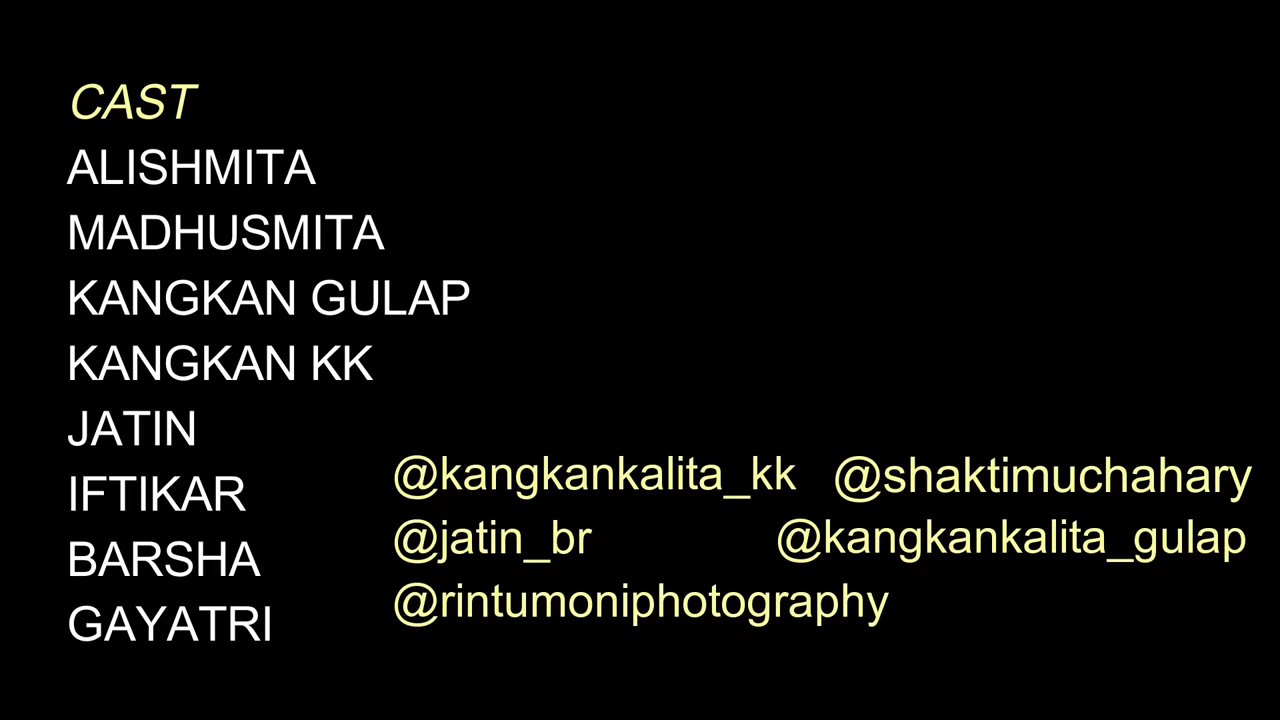 CAST
ALISHMITA
MADHUSMITA
KANGKAN GULAP
KANGKAN KK
JATIN
IFTIKAR
BARSHA
GAYATRI
@kangkankalita_kk @shaktimuchahary
@jatin_br @kangkankalita_gulap
@rintumoniphotography